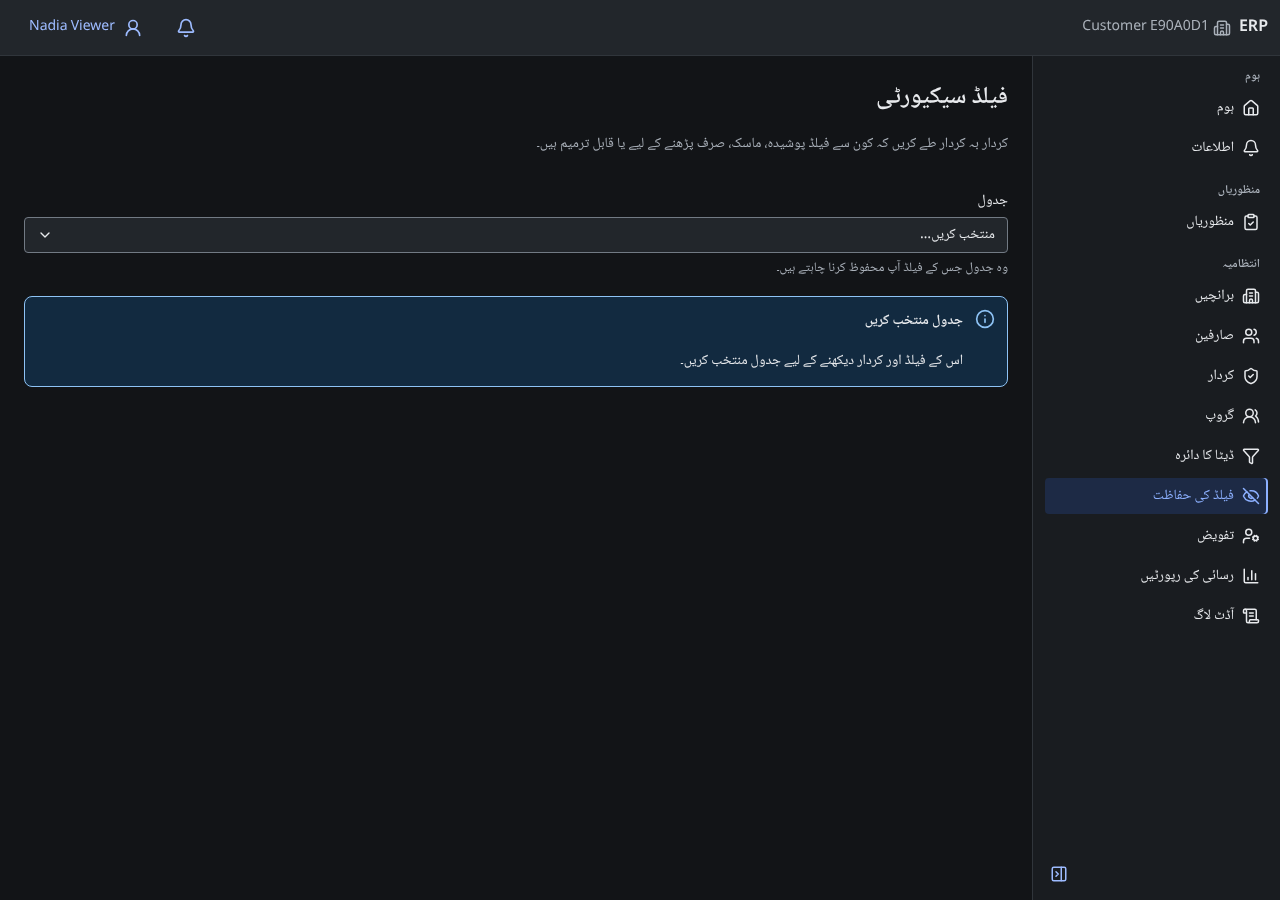 ERP
Customer E90A0D1
Nadia Viewer
ہوم
ہوم
اطلاعات
منظوریاں
منظوریاں
انتظامیہ
برانچیں
صارفین
کردار
گروپ
ڈیٹا کا دائرہ
فیلڈ کی حفاظت
تفویض
رسائی کی رپورٹیں
آڈٹ لاگ
فیلڈ سیکیورٹی
کردار بہ کردار طے کریں کہ کون سے فیلڈ پوشیدہ، ماسک، صرف پڑھنے کے لیے یا قابل ترمیم ہیں۔
جدول
منتخب کریں...
وہ جدول جس کے فیلڈ آپ محفوظ کرنا چاہتے ہیں۔
جدول منتخب کریں
اس کے فیلڈ اور کردار دیکھنے کے لیے جدول منتخب کریں۔